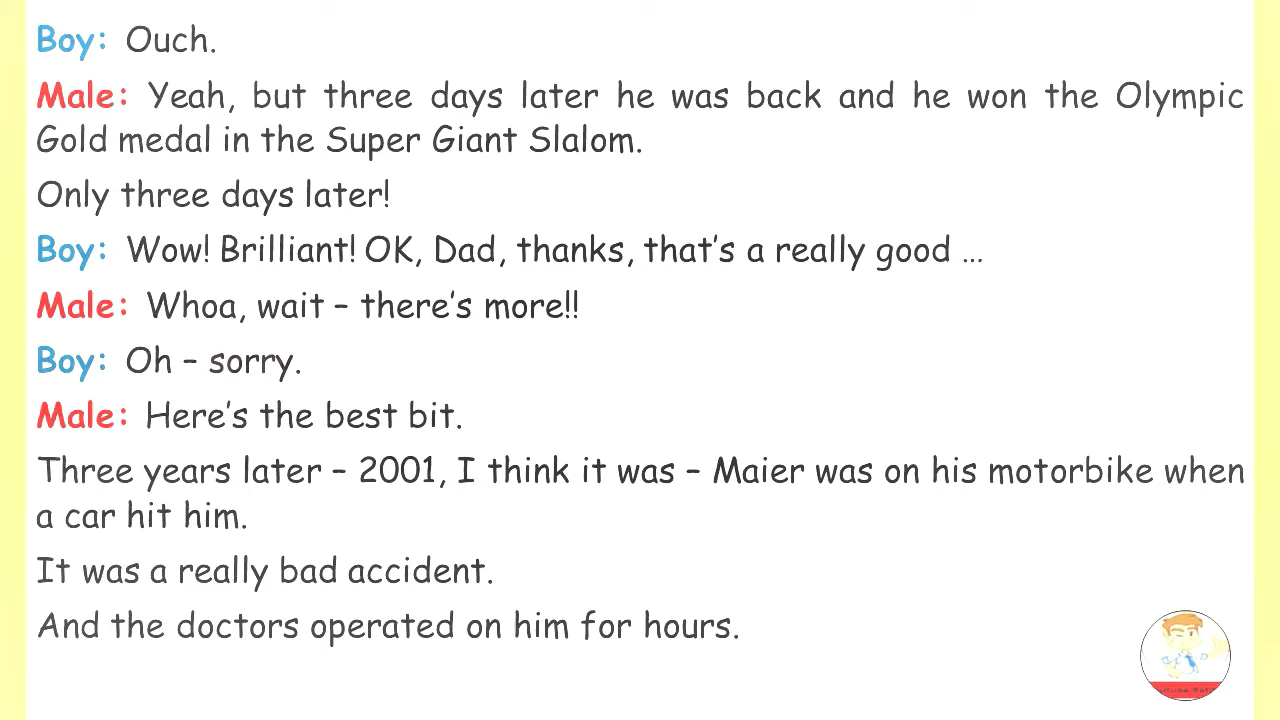 Boy: Ouch.
Male: Yeah, but three days later he was back and he won the Olympic
Gold medal in the Super Giant Slalom.
Only three days later!
Boy: Wow! Brilliant! OK, Dad, thanks, that's a really good ...
Male: Whoa, wait – there's more!!
Boy: Oh – sorry.
Male: Here's the best bit.
Three years later – 2001, I think it was – Maier was on his motorbike when
a car hit him.
It was a really bad accident.
And the doctors operated on him for hours.